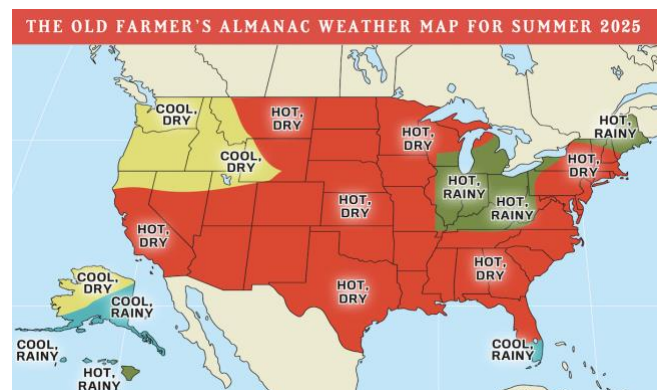 THE OLD FARMER'S ALMANAC WEATHER MAP FOR SUMMER 2025
COOL,
DRY
HOT,
DRY
HOT,
RAINY
HOT,
DRY
COOL,
DRY
HOT,
DRY
HOT,
RAINY
HOT,
RAINY
HOT,
DRY
HOT,
DRY
HOT,
DRY
HOT,
DRY
COOL,
DRY
COOL,
RAINY
COOL,
RAINY
COOL,
RAINY
HOT,
RAINY